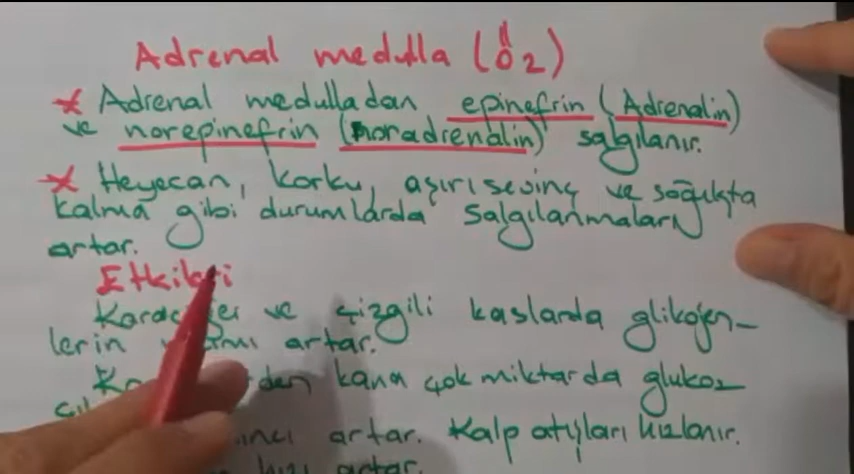 Adrenal medulla (Ö2)
* Adrenal medulladan epinefrin (Adrenalin)
ve norepinefrin (noradrenalin) salgılanır.
* Heyecan, korku, aşırı sevinç ve soğukta
kalma gibi durumlarda salgılanmaları
artar.
Etkileri
Karaciğer ve çizgili kaslarda glikojen-
lerin artar.
kana çok miktarda glukoz
artar. Kalp atışları hızlanır.
hızı artar.